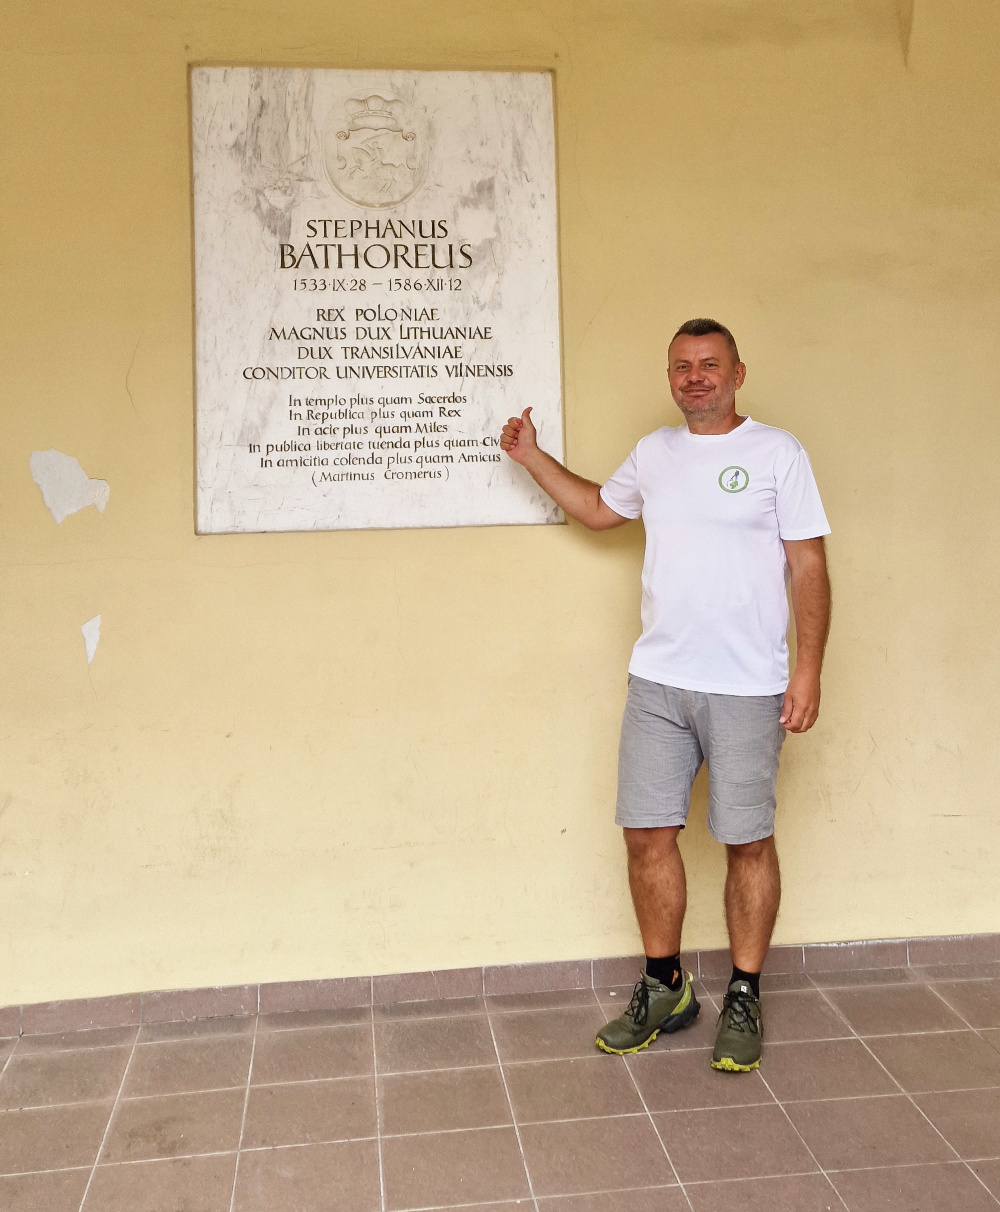 STEPHANUS
BATHOREUS
1533·IX·28 – 1586·XII·12
REX POLONIAE
MAGNUS DUX LITHUANIAE
DUX TRANSILVANIAE
CONDITOR UNIVERSITATIS VILNENSIS
In templo plus quam Sacerdos
In Republica plus quam Rex
In acie plus quam Miles
In publica libertate tuenda plus quam Civ
In amicitia colenda plus quam Amicus
(Martinus Cromerus)